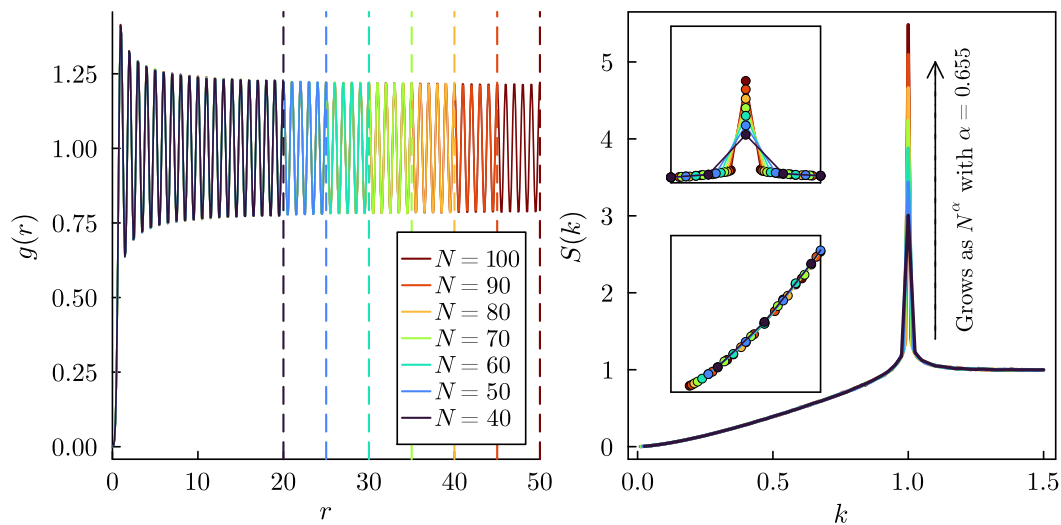 g(r)
1.25
1.00
0.75
0.50
0.25
0.00
0
10
20
30
40
50
r
N = 100
N = 90
N = 80
N = 70
N = 60
N = 50
N = 40
S(k)
5
4
3
2
1
0
0.0
0.5
1.0
1.5
k
Grows as N^α with α = 0.655